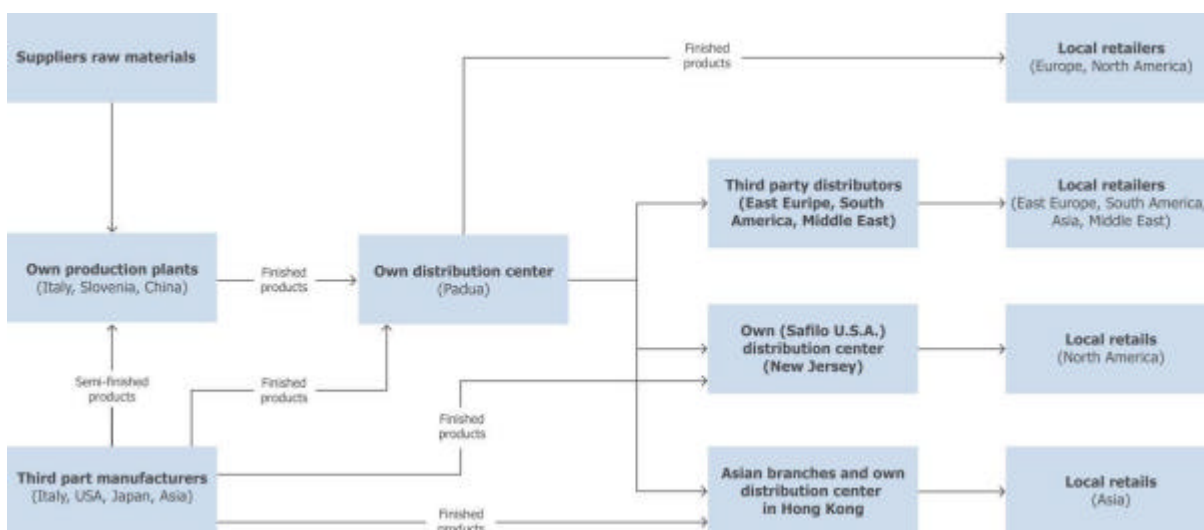 Suppliers raw materials
Finished
products
Local retailers
(Europe, North America)
Third party distributors
(East Euripe, South
America, Middle East)
Local retailers
(East Europe, South America,
Asia, Middle East)
Own production plants
(Italy, Slovenia, China)
Finished
products
Own distribution center
(Padua)
Own (Safilo U.S.A.)
distribution center
(New Jersey)
Local retails
(North America)
Semi-finished
products
Finished
products
Finished
products
Third part manufacturers
(Italy, USA, Japan, Asia)
Asian branches and own
distribution center
in Hong Kong
Local retails
(Asia)
Finished
products